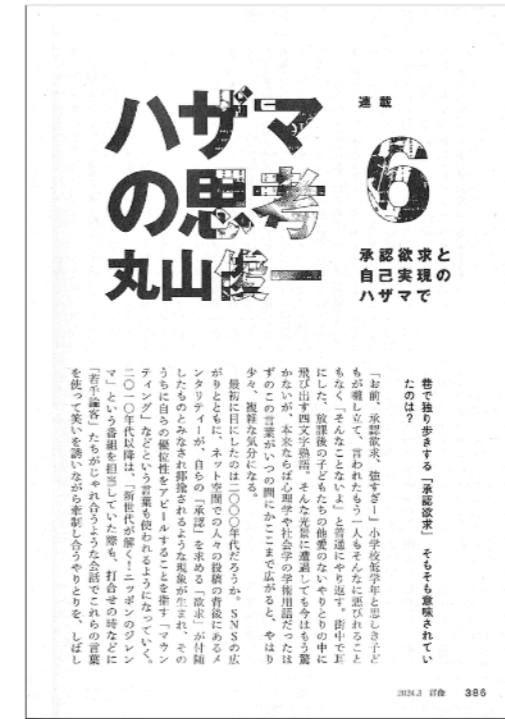 連載
6
承認欲求と
自己実現の
ハザマで
ハザマ
の思考
丸山俊一
巷で独り歩きする「承認欲求」 そもそも意味されてい
たのは?
「お前、承認欲求、強すぎー」小学校低学年と思しき子ど
もが囃し立て、言われたもう一人もそんなに悪びれること
もなく「そんなことないよ」と普通にやり返す。街中で耳
にした、放課後の子どもたちの他愛のないやりとりの中に
飛び出す四文字熟語。そんな光景に遭遇しても今はもう驚
かないが、本来ならば心理学や社会学の学術用語だったは
ずのこの言葉がいつの間にかここまで広がると、やはり
少々、複雑な気分になる。
最初に目にしたのは二〇〇〇年代だろうか。SNSの広
がりとともに、ネット空間での人々の投稿の背後にあるメ
ンタリティーが、自らの「承認」を求める「欲求」が付随
したものとみなされ揶揄されるような現象が生まれ、その
うちに自らの優位性をアピールすることを指す「マウン
ティング」などという言葉も使われるようになっていく。
二〇一〇年代以降は、「新世代が解く!ニッポンのジレン
マ」という番組を担当していた際も、打合せの時などに
「若手論客」たちがじゃれ合うような会話でこれらの言葉
を使って笑いを誘いながら牽制し合うやりとりを、しばし
2024.3 群像 386